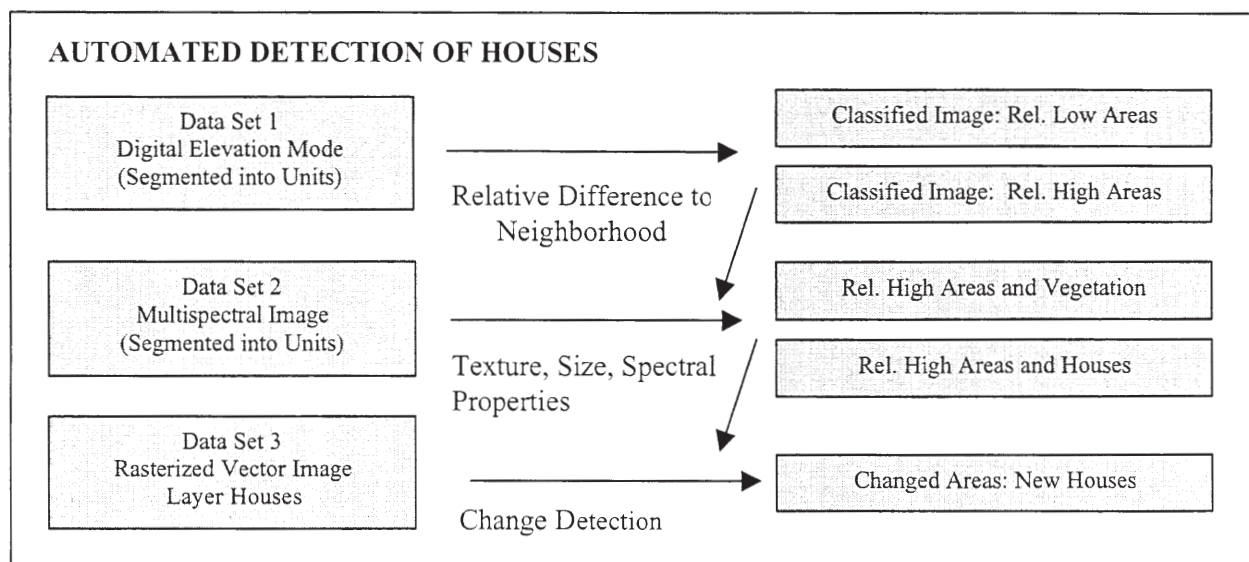 AUTOMATED DETECTION OF HOUSES
Data Set 1
Digital Elevation Mode
(Segmented into Units)
Relative Difference to
Neighborhood
Classified Image: Rel. Low Areas
Classified Image: Rel. High Areas
Data Set 2
Multispectral Image
(Segmented into Units)
Texture, Size, Spectral
Properties
Rel. High Areas and Vegetation
Rel. High Areas and Houses
Data Set 3
Rasterized Vector Image
Layer Houses
Change Detection
Changed Areas: New Houses